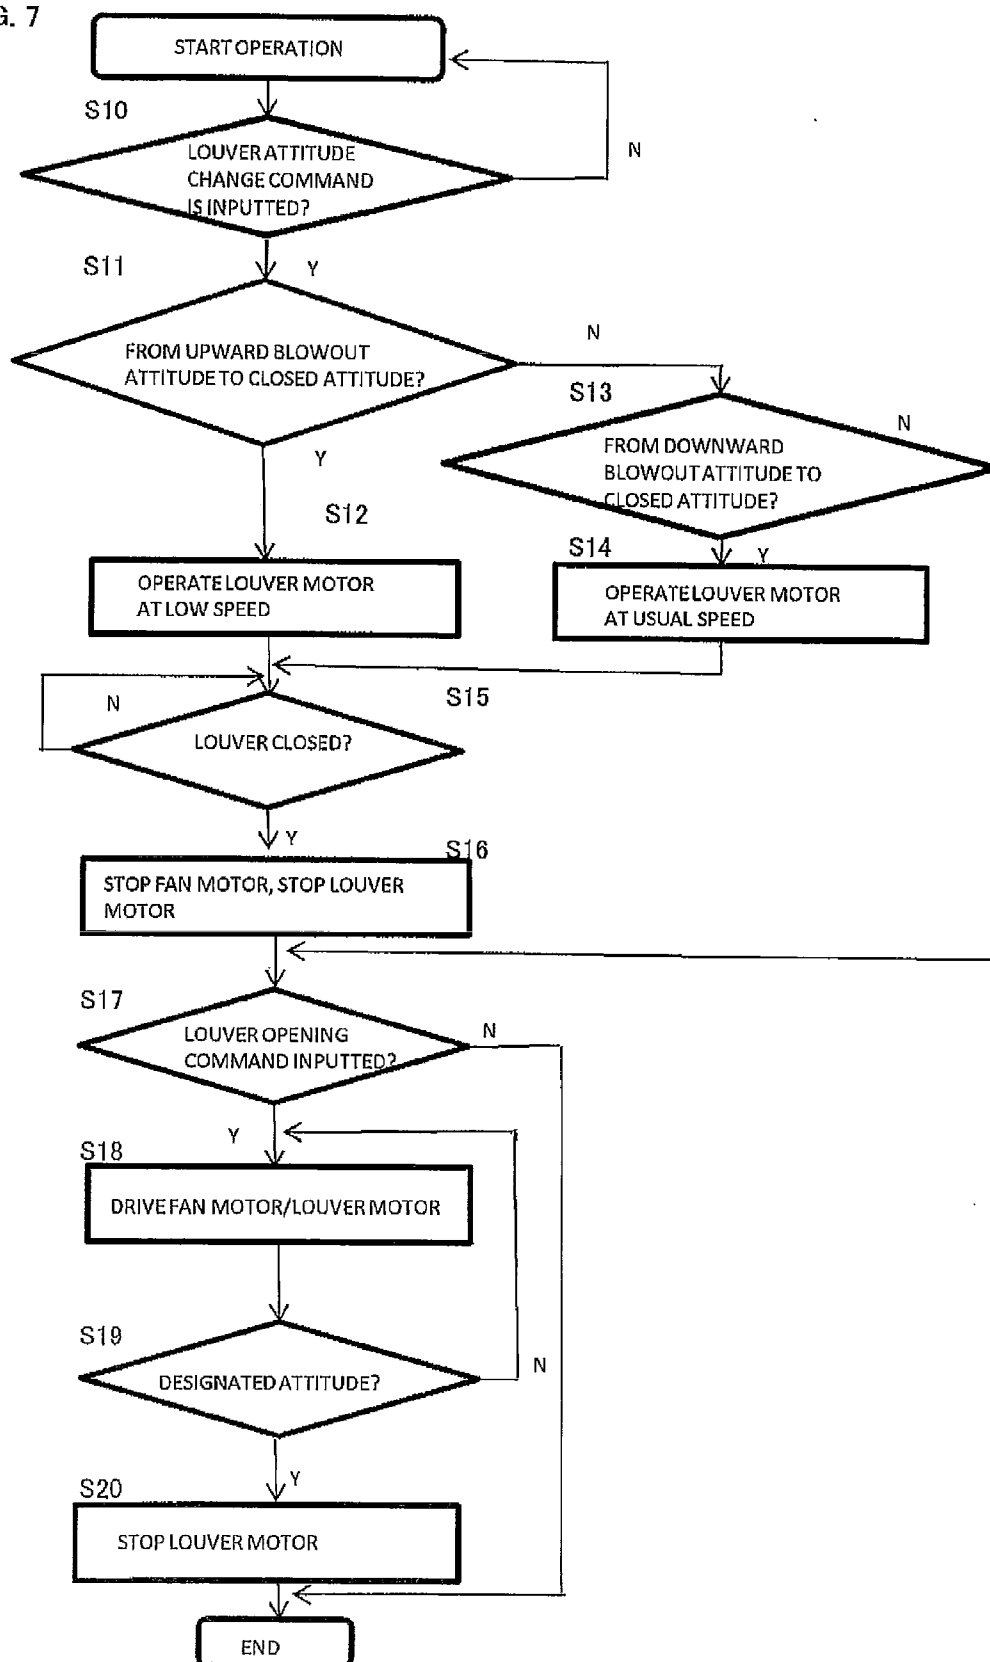 G. 7
START OPERATION
S10
LOUVER ATTITUDE
CHANGE COMMAND
IS INPUTTED?
N
S11
Y
FROM UPWARD BLOWOUT
ATTITUDE TO CLOSED ATTITUDE?
N
S13
N
FROM DOWNWARD
BLOWOUT ATTITUDE TO
CLOSED ATTITUDE?
Y
S12
OPERATE LOUVER MOTOR
AT LOW SPEED
S14
Y
OPERATE LOUVER MOTOR
AT USUAL SPEED
N
S15
LOUVER CLOSED?
Y
S16
STOP FAN MOTOR, STOP LOUVER
MOTOR
S17
LOUVER OPENING
COMMAND INPUTTED?
N
Y
S18
DRIVE FAN MOTOR/LOUVER MOTOR
S19
DESIGNATED ATTITUDE?
N
Y
S20
STOP LOUVER MOTOR
END